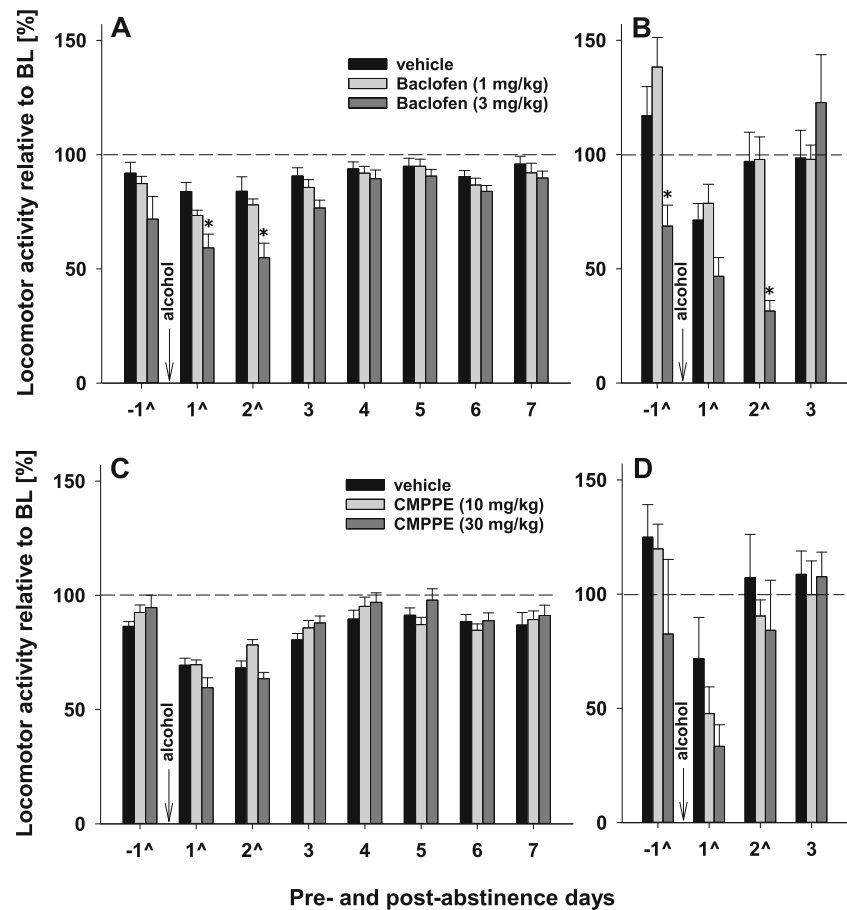 A
B
Locomotor activity relative to BL [%]
vehicle
Baclofen (1 mg/kg)
Baclofen (3 mg/kg)
150
100
50
0
* *
alcohol
-1^ 1^ 2^ 3 4 5 6 7
150
100
50
0
* *
alcohol
-1^ 1^ 2^ 3
C
D
Locomotor activity relative to BL [%]
vehicle
CMPPE (10 mg/kg)
CMPPE (30 mg/kg)
150
100
50
0
alcohol
-1^ 1^ 2^ 3 4 5 6 7
150
100
50
0
alcohol
-1^ 1^ 2^ 3
Pre- and post-abstinence days